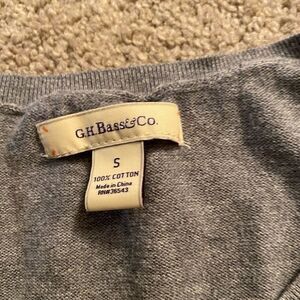 G.H.Bass&Co.
S
100% COTTON
Made in China
RN#36543